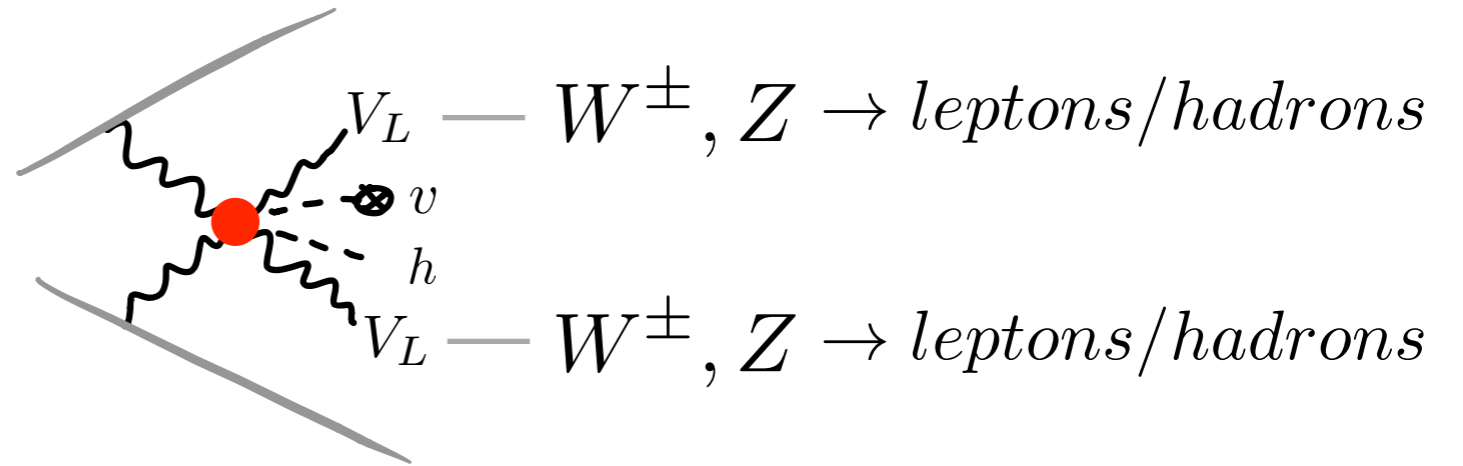 V_L — W^±, Z → leptons/hadrons
v
h
V_L — W^±, Z → leptons/hadrons